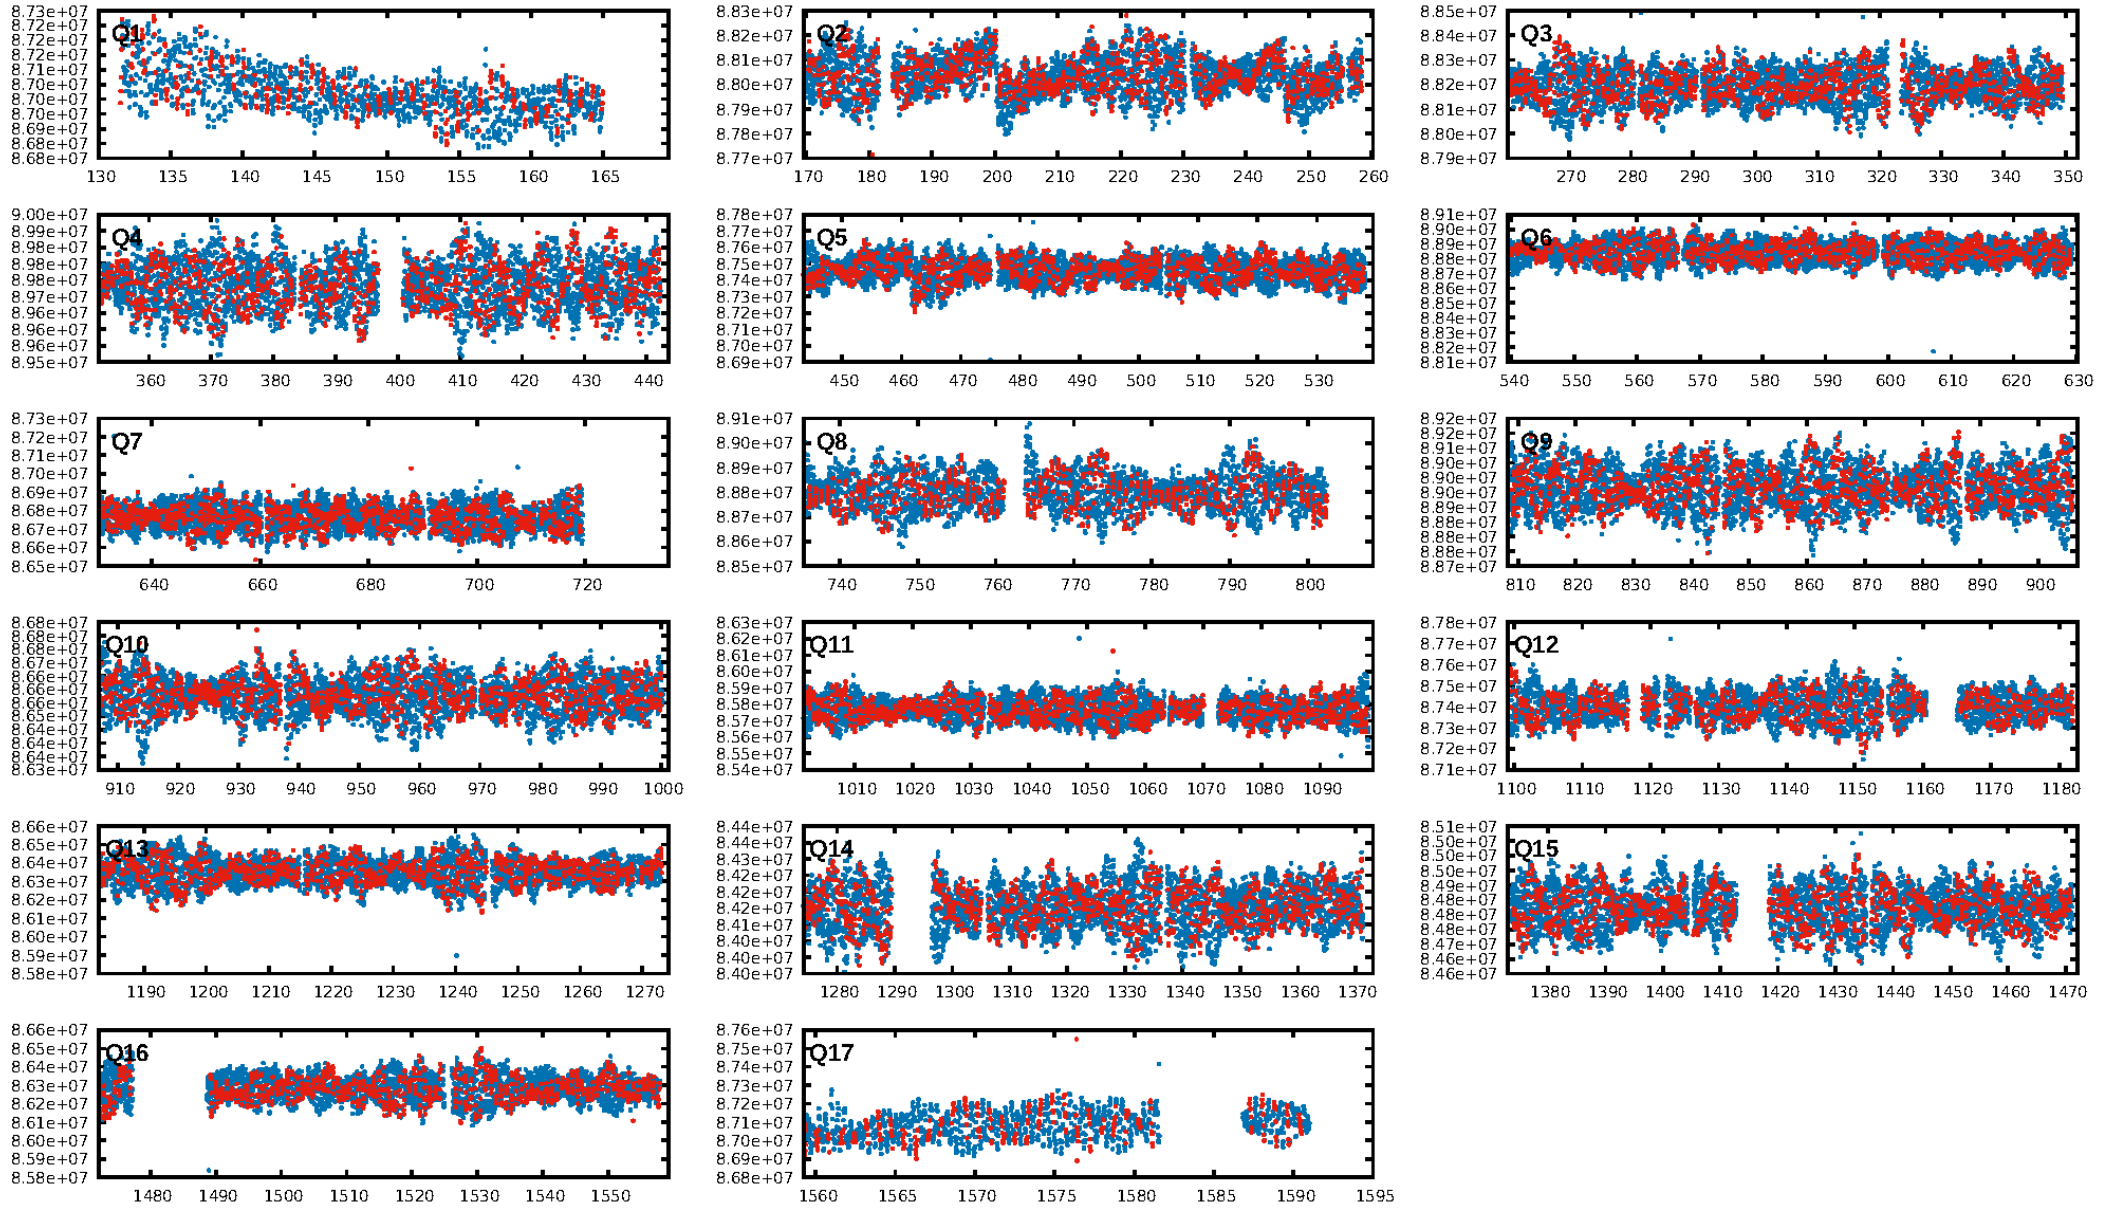 8.73e+07
8.72e+07
8.72e+07
8.71e+07
8.71e+07
8.70e+07
8.70e+07
8.70e+07
8.69e+07
8.69e+07
8.68e+07
Q1
130 135 140 145 150 155 160 165
8.83e+07
8.82e+07
8.81e+07
8.80e+07
8.79e+07
8.78e+07
8.77e+07
Q2
170 180 190 200 210 220 230 240 250 260
8.85e+07
8.84e+07
8.83e+07
8.82e+07
8.81e+07
8.80e+07
8.79e+07
Q3
270 280 290 300 310 320 330 340 350
9.00e+07
8.99e+07
8.98e+07
8.98e+07
8.98e+07
8.97e+07
8.96e+07
8.96e+07
8.96e+07
8.95e+07
Q4
360 370 380 390 400 410 420 430 440
8.78e+07
8.77e+07
8.76e+07
8.75e+07
8.74e+07
8.73e+07
8.72e+07
8.71e+07
8.70e+07
8.69e+07
Q5
450 460 470 480 490 500 510 520 530
8.91e+07
8.90e+07
8.89e+07
8.88e+07
8.87e+07
8.86e+07
8.85e+07
8.84e+07
8.83e+07
8.82e+07
8.81e+07
Q6
540 550 560 570 580 590 600 610 620 630
8.73e+07
8.72e+07
8.71e+07
8.70e+07
8.69e+07
8.68e+07
8.67e+07
8.66e+07
8.65e+07
Q7
640 660 680 700 720
8.91e+07
8.90e+07
8.89e+07
8.88e+07
8.87e+07
8.86e+07
8.85e+07
Q8
740 750 760 770 780 790 800
8.92e+07
8.92e+07
8.91e+07
8.90e+07
8.90e+07
8.90e+07
8.89e+07
8.88e+07
8.88e+07
8.88e+07
8.87e+07
Q9
810 820 830 840 850 860 870 880 890 900
8.68e+07
8.68e+07
8.67e+07
8.67e+07
8.66e+07
8.66e+07
8.66e+07
8.65e+07
8.64e+07
8.64e+07
8.64e+07
8.63e+07
Q10
910 920 930 940 950 960 970 980 990 1000
8.63e+07
8.62e+07
8.61e+07
8.60e+07
8.59e+07
8.58e+07
8.57e+07
8.56e+07
8.55e+07
8.54e+07
Q11
1010 1020 1030 1040 1050 1060 1070 1080 1090
8.78e+07
8.77e+07
8.76e+07
8.75e+07
8.74e+07
8.73e+07
8.72e+07
8.71e+07
Q12
1100 1110 1120 1130 1140 1150 1160 1170 1180
8.66e+07
8.65e+07
8.64e+07
8.63e+07
8.62e+07
8.61e+07
8.60e+07
8.59e+07
8.58e+07
Q13
1190 1200 1210 1220 1230 1240 1250 1260 1270
8.44e+07
8.44e+07
8.43e+07
8.42e+07
8.42e+07
8.42e+07
8.41e+07
8.40e+07
8.40e+07
8.40e+07
Q14
1280 1290 1300 1310 1320 1330 1340 1350 1360 1370
8.51e+07
8.50e+07
8.50e+07
8.50e+07
8.49e+07
8.49e+07
8.48e+07
8.48e+07
8.47e+07
8.46e+07
8.46e+07
Q15
1380 1390 1400 1410 1420 1430 1440 1450 1460 1470
8.66e+07
8.65e+07
8.64e+07
8.63e+07
8.62e+07
8.61e+07
8.60e+07
8.59e+07
8.58e+07
Q16
1480 1490 1500 1510 1520 1530 1540 1550
8.76e+07
8.75e+07
8.74e+07
8.73e+07
8.72e+07
8.71e+07
8.70e+07
8.69e+07
8.68e+07
Q17
1560 1565 1570 1575 1580 1585 1590 1595